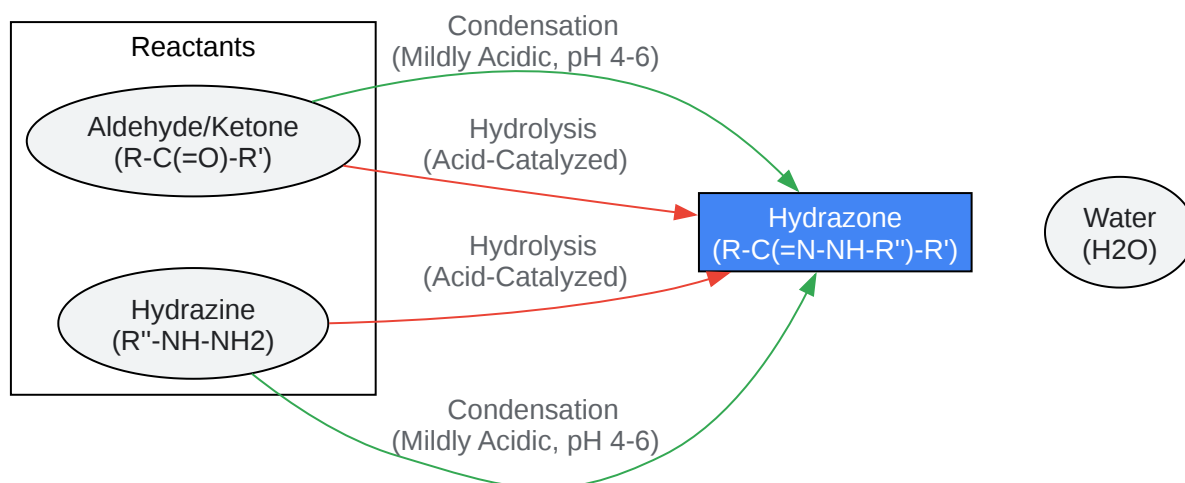 Reactants
Aldehyde/Ketone
(R-C(=O)-R')
Hydrazine
(R''-NH-NH2)
Condensation
(Mildly Acidic, pH 4-6)
Hydrolysis
(Acid-Catalyzed)
Hydrolysis
(Acid-Catalyzed)
Condensation
(Mildly Acidic, pH 4-6)
Hydrazone
(R-C(=N-NH-R'')-R')
Water
(H2O)